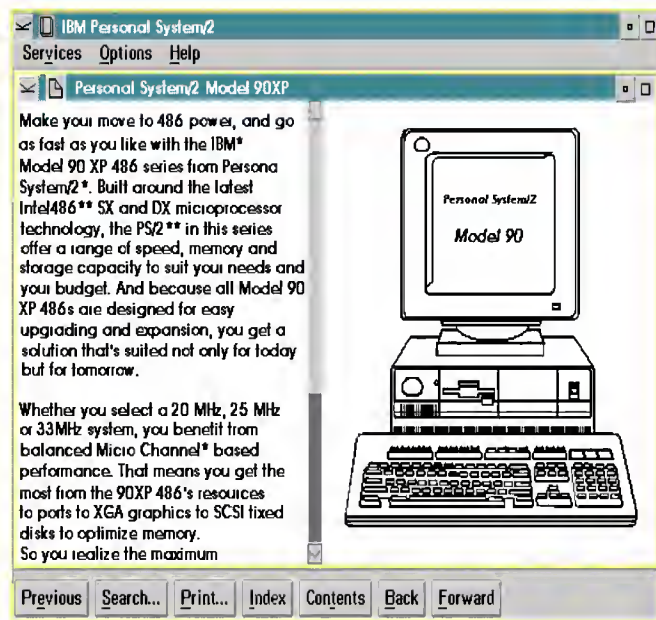 IBM Personal System/2
Services Options Help
Personal System/2 Model 90XP
Make your move to 486 power, and go
as fast as you like with the IBM*
Model 90 XP 486 series from Persona
System/2*. Built around the latest
Intel486** SX and DX microprocessor
technology, the PS/2** in this series
offer a range of speed, memory and
storage capacity to suit your needs and
your budget. And because all Model 90
XP 486s are designed for easy
upgrading and expansion, you get a
solution that's suited not only for today
but for tomorrow.
Whether you select a 20 MHz, 25 MHz
or 33MHz system, you benefit from
balanced Micro Channel* based
performance. That means you get the
most from the 90XP 486's resources
to ports to XGA graphics to SCSI fixed
disks to optimize memory.
So you realize the maximum
Personal System/2
Model 90
Previous Search... Print... Index Contents Back Forward